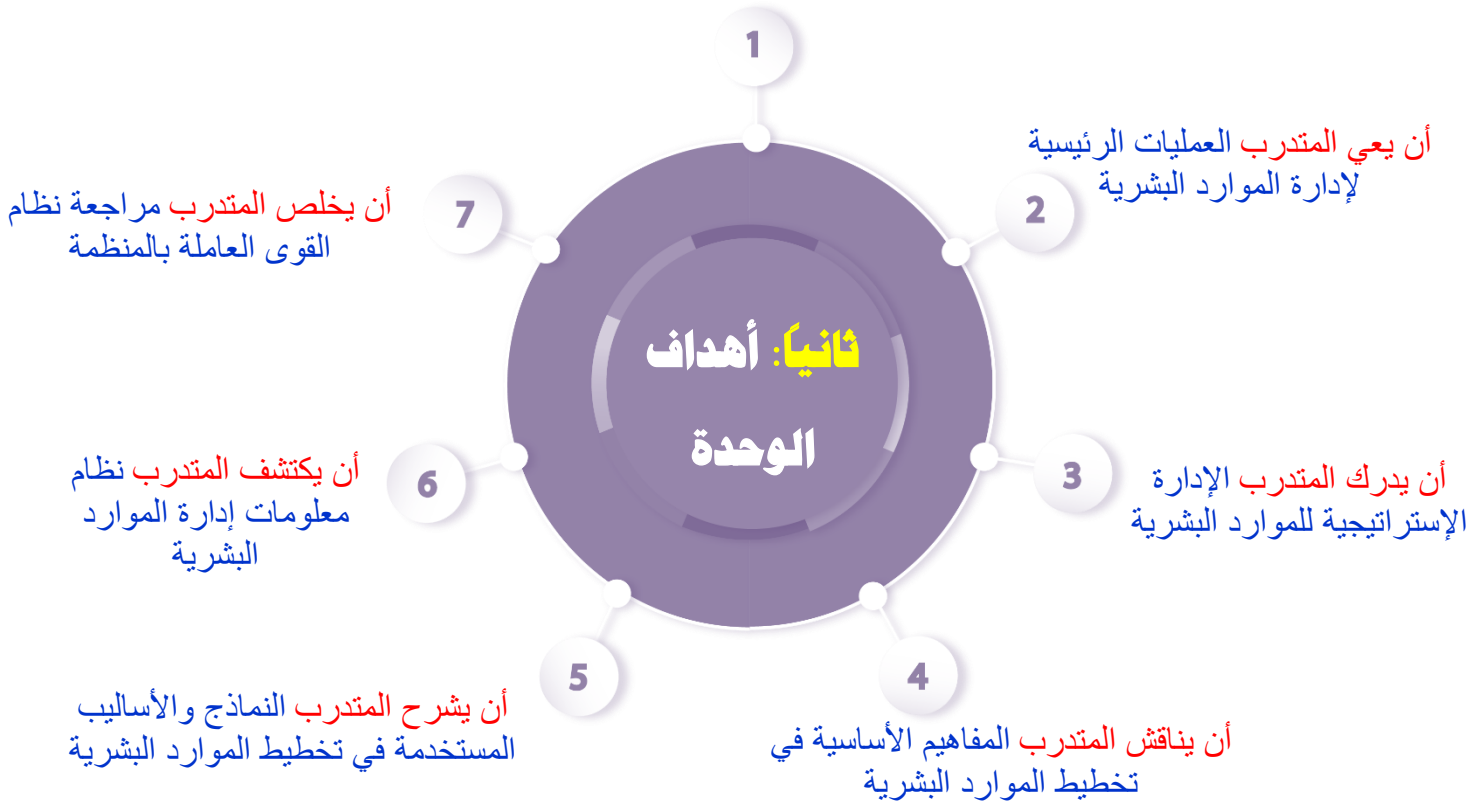 ثانياً: أهداف
الوحدة
1
2
أن يعي المتدرب العمليات الرئيسية
لإدارة الموارد البشرية
3
أن يدرك المتدرب الإدارة
الإستراتيجية للموارد البشرية
4
أن يناقش المتدرب المفاهيم الأساسية في
تخطيط الموارد البشرية
5
أن يشرح المتدرب النماذج والأساليب
المستخدمة في تخطيط الموارد البشرية
6
أن يكتشف المتدرب نظام
معلومات إدارة الموارد
البشرية
7
أن يخلص المتدرب مراجعة نظام
القوى العاملة بالمنظمة